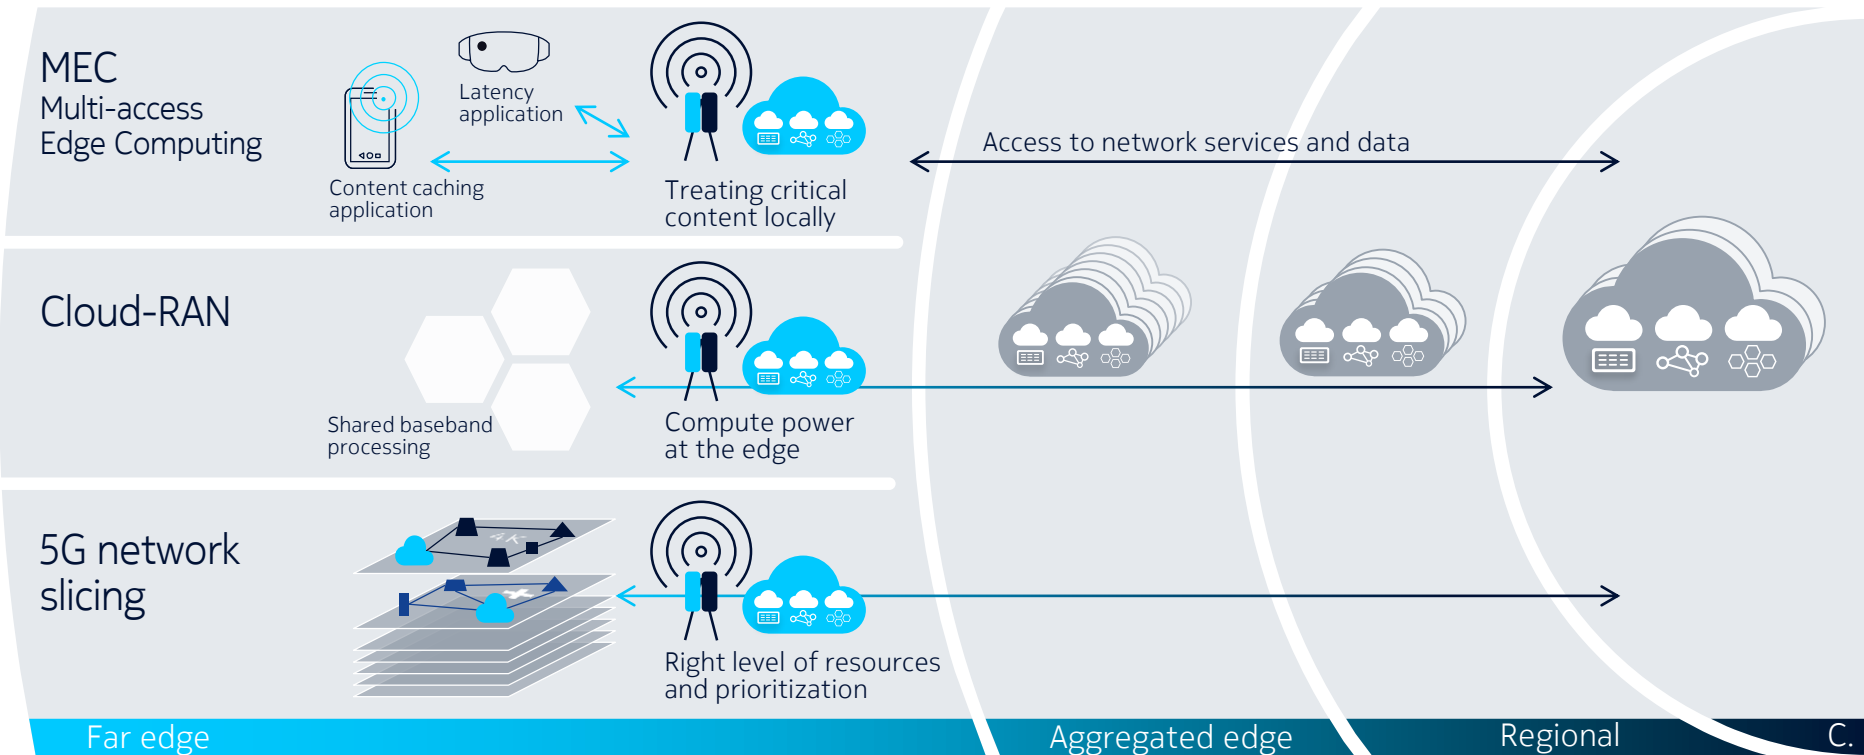 MEC
Multi-access
Edge Computing
Latency
application
Content caching
application
Treating critical
content locally
Access to network services and data
Cloud-RAN
Shared baseband
processing
Compute power
at the edge
5G network
slicing
4K
Right level of resources
and prioritization
Far edge
Aggregated edge
Regional
C.